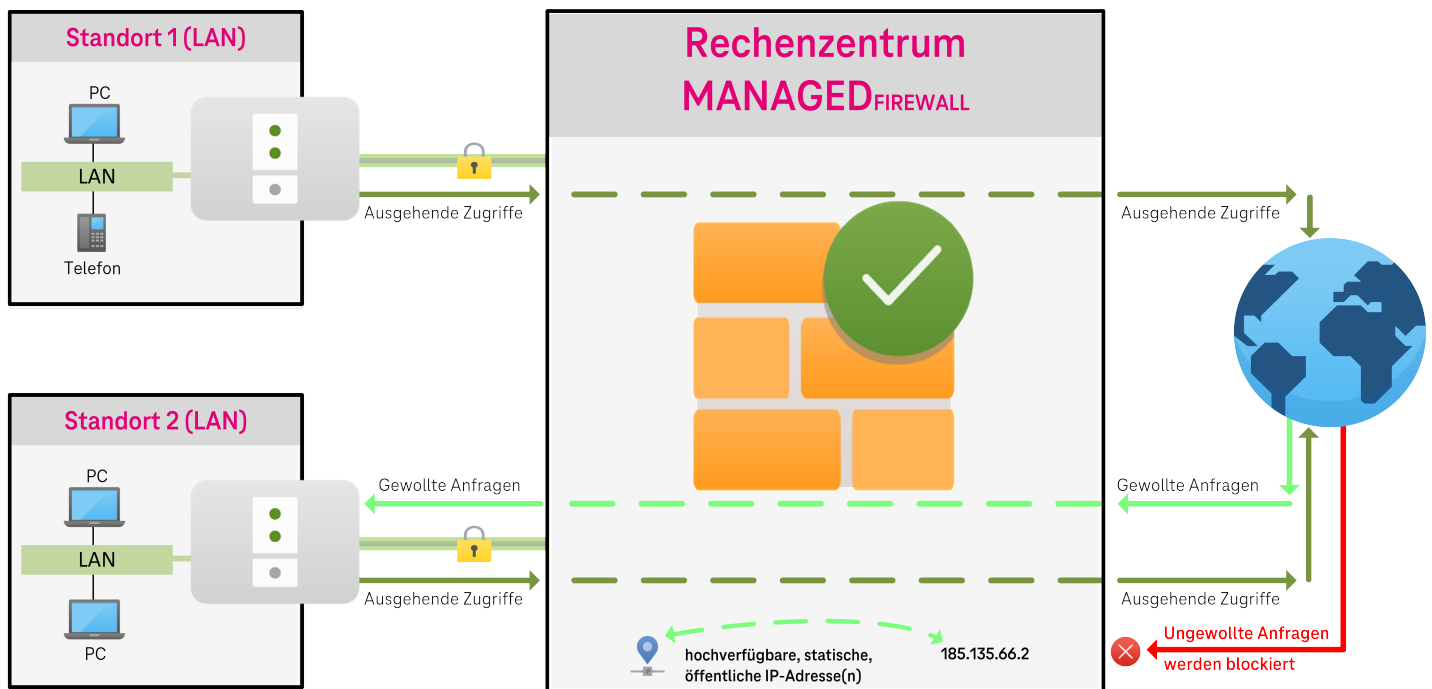 Standort 1 (LAN)
PC
LAN
Telefon
Ausgehende Zugriffe
Rechenzentrum
MANAGEDFIREWALL
Ausgehende Zugriffe
Standort 2 (LAN)
PC
LAN
PC
Gewollte Anfragen
Ausgehende Zugriffe
Gewollte Anfragen
Ausgehende Zugriffe
hochverfügbare, statische,
öffentliche IP-Adresse(n)
185.135.66.2
Ungewollte Anfragen
werden blockiert